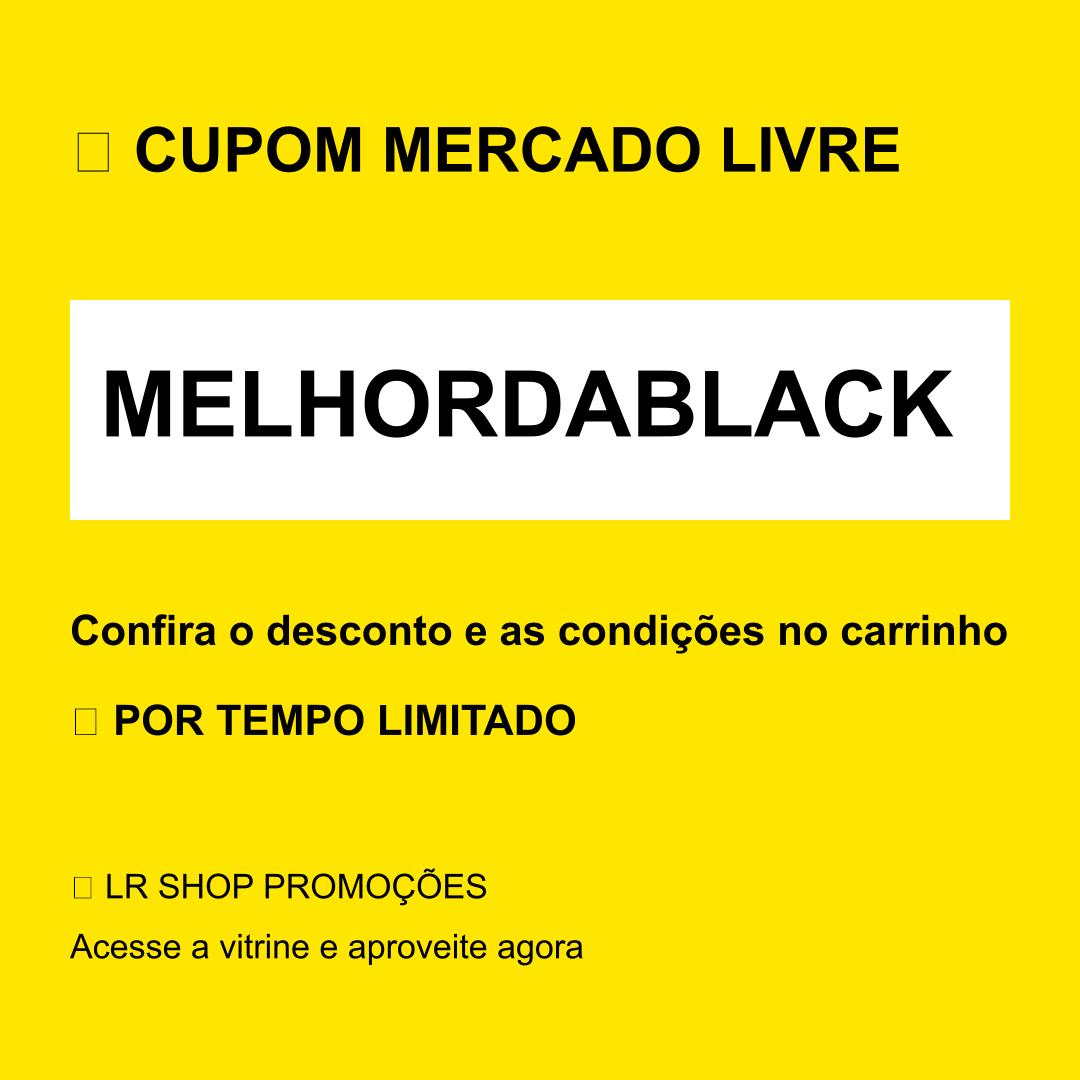 □ CUPOM MERCADO LIVRE
MELHORDABLACK
Confira o desconto e as condições no carrinho
□ POR TEMPO LIMITADO
□ LR SHOP PROMOÇÕES
Acesse a vitrine e aproveite agora